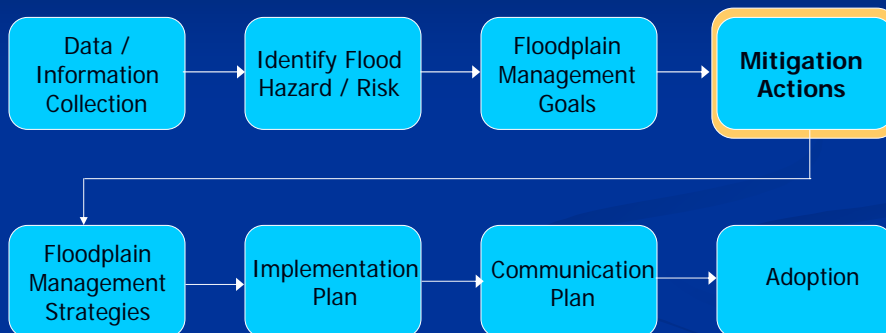 Data /
Information
Collection
Identify Flood
Hazard / Risk
Floodplain
Management
Goals
Mitigation
Actions
Floodplain
Management
Strategies
Implementation
Plan
Communication
Plan
Adoption